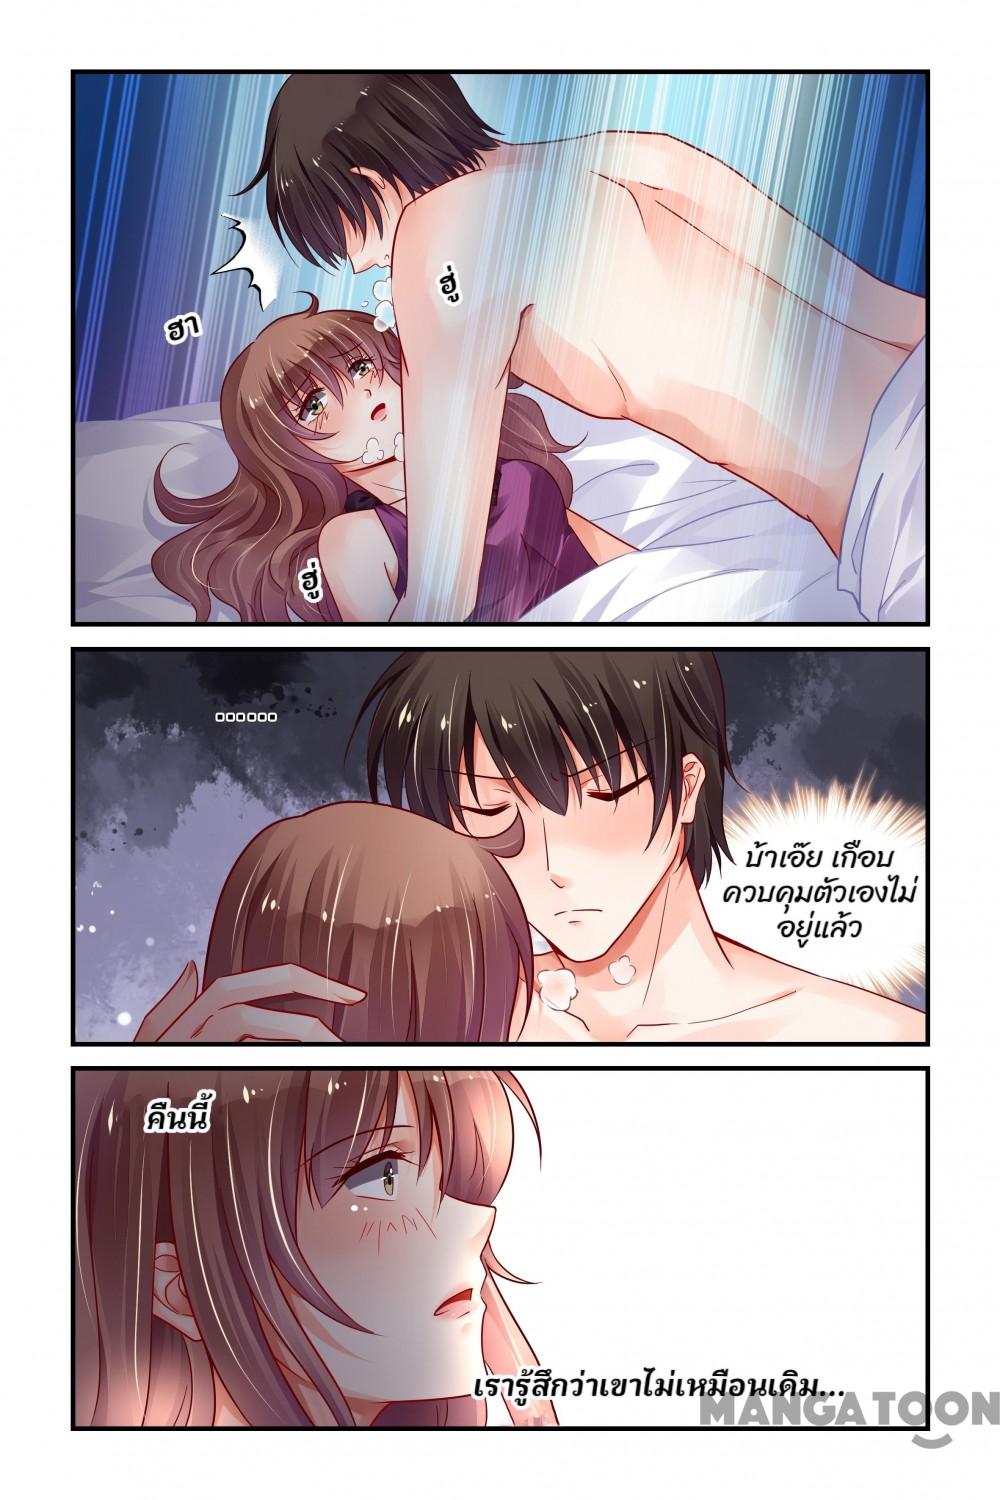 ฮู่
ฮา
ฮู่
......
บ้าเอ๊ย เกือบ
ควบคุมตัวเองไม่
อยู่แล้ว
คืนนี้
เรารู้สึกว่าเขาไม่เหมือนเดิม...
MANGATOON